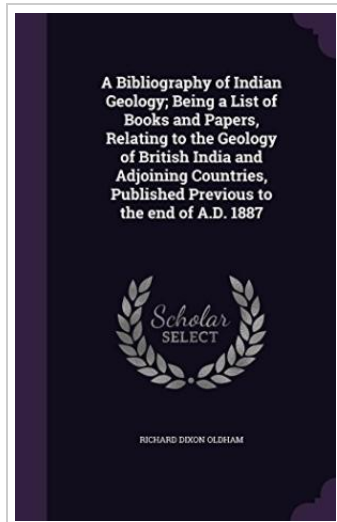 A Bibliography of Indian
Geology; Being a List of
Books and Papers,
Relating to the Geology
of British India and
Adjoining Countries,
Published Previous to
the end of A.D. 1887
Scholar
SELECT
RICHARD DIXON OLDHAM